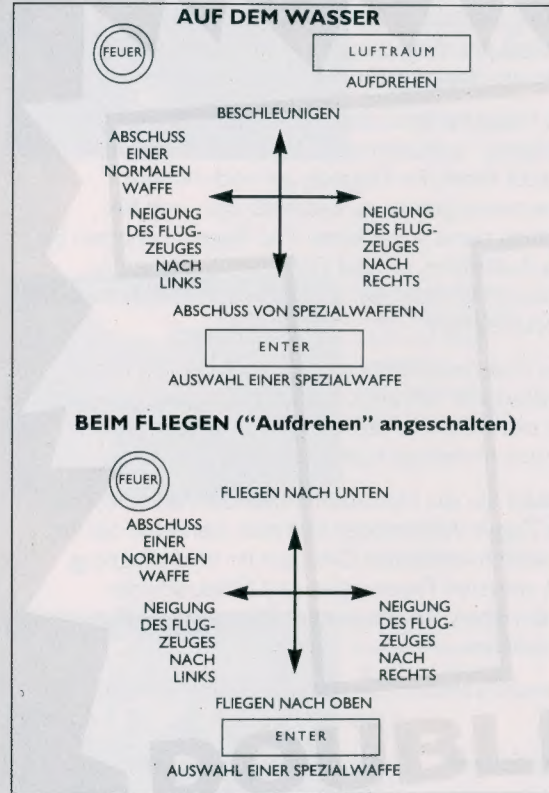 AUF DEM WASSER
FEUER
LUFTRAUM
AUFDREHEN
BESCHLEUNIGEN
ABSCHUSS
EINER
NORMALEN
WAFFE
NEIGUNG
DES FLUG-
ZEUGES
NACH
LINKS
NEIGUNG
DES FLUG-
ZEUGES
NACH
RECHTS
ABSCHUSS VON SPEZIALWAFFENN
ENTER
AUSWAHL EINER SPEZIALWAFFE
BEIM FLIEGEN (“Aufdrehen” angeschalten)
FEUER
FLIEGEN NACH UNTEN
ABSCHUSS
EINER
NORMALEN
WAFFE
NEIGUNG
DES FLUG-
ZEUGES
NACH
LINKS
NEIGUNG
DES FLUG-
ZEUGES
NACH
RECHTS
FLIEGEN NACH OBEN
ENTER
AUSWAHL EINER SPEZIALWAFFE